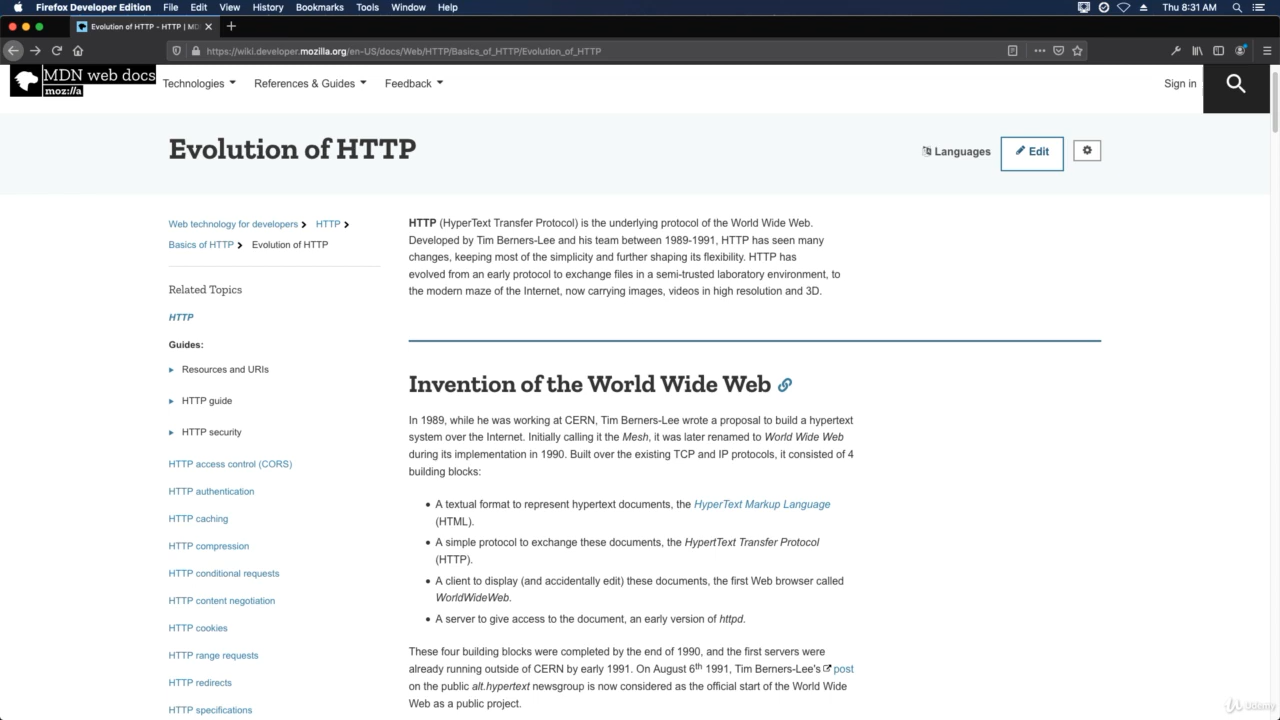 Firefox Developer Edition File Edit View History Bookmarks Tools Window Help Thu 8:31 AM
Evolution of HTTP - HTTP | MD
https://wiki.developer.mozilla.org/en-US/docs/Web/HTTP/Basics_of_HTTP/Evolution_of_HTTP
MDN web docs
moz://a
Technologies References & Guides Feedback Sign in
Evolution of HTTP
Languages Edit
Web technology for developers HTTP
Basics of HTTP Evolution of HTTP
Related Topics
HTTP
Guides:
Resources and URIs
HTTP guide
HTTP security
HTTP access control (CORS)
HTTP authentication
HTTP caching
HTTP compression
HTTP conditional requests
HTTP content negotiation
HTTP cookies
HTTP range requests
HTTP redirects
HTTP specifications
HTTP (HyperText Transfer Protocol) is the underlying protocol of the World Wide Web.
Developed by Tim Berners-Lee and his team between 1989-1991, HTTP has seen many
changes, keeping most of the simplicity and further shaping its flexibility. HTTP has
evolved from an early protocol to exchange files in a semi-trusted laboratory environment, to
the modern maze of the Internet, now carrying images, videos in high resolution and 3D.
Invention of the World Wide Web
In 1989, while he was working at CERN, Tim Berners-Lee wrote a proposal to build a hypertext
system over the Internet. Initially calling it the Mesh, it was later renamed to World Wide Web
during its implementation in 1990. Built over the existing TCP and IP protocols, it consisted of 4
building blocks:
• A textual format to represent hypertext documents, the HyperText Markup Language
(HTML).
• A simple protocol to exchange these documents, the HypertText Transfer Protocol
(HTTP).
• A client to display (and accidentally edit) these documents, the first Web browser called
WorldWideWeb.
• A server to give access to the document, an early version of httpd.
These four building blocks were completed by the end of 1990, and the first servers were
already running outside of CERN by early 1991. On August 6th 1991, Tim Berners-Lee's post
on the public alt.hypertext newsgroup is now considered as the official start of the World Wide
Web as a public project.
Udemy